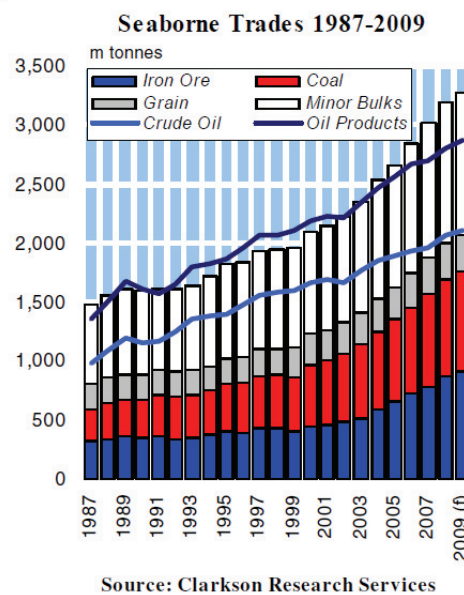 Seaborne Trades 1987-2009
m tonnes
3,500
Iron Ore Coal
Grain Minor Bulks
Crude Oil Oil Products
3,000
2,500
2,000
1,500
1,000
500
0
1987 1989 1991 1993 1995 1997 1999 2001 2003 2005 2007 2009 (f)
Source: Clarkson Research Services